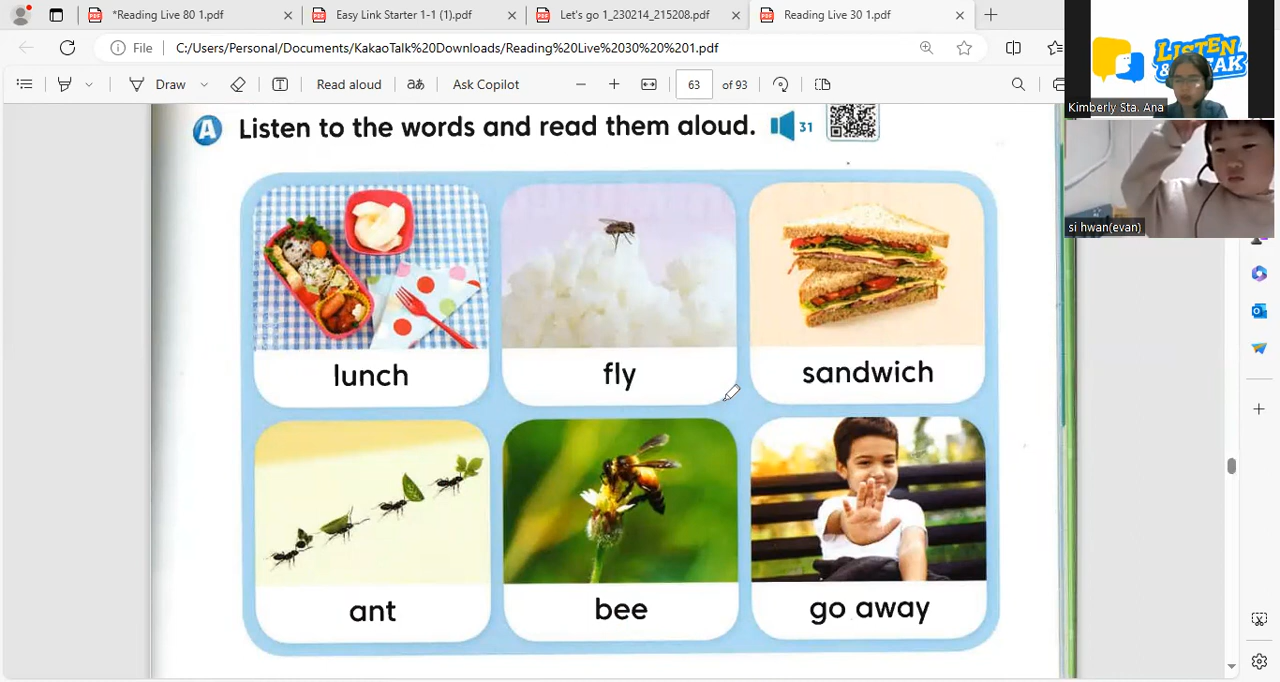 *Reading Live 80 1.pdf
Easy Link Starter 1-1 (1).pdf
Let's go 1_230214_215208.pdf
Reading Live 30 1.pdf
File
C:/Users/Personal/Documents/KakaoTalk%20Downloads/Reading%20Live%2030%20%201.pdf
Draw
Read aloud
aあ
Ask Copilot
63
of 93
LISTEN
& SPEAK
Kimberly Sta. Ana
si hwan(evan)
A Listen to the words and read them aloud. 31
lunch
fly
sandwich
ant
bee
go away